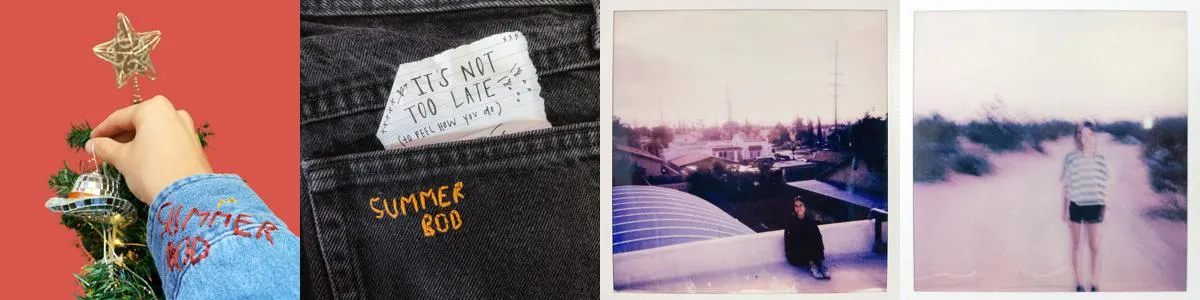 SUMMER
BOD
IT'S NOT
TOO LATE
(to FEEL HOW YOU do)
SUMMER
BOD